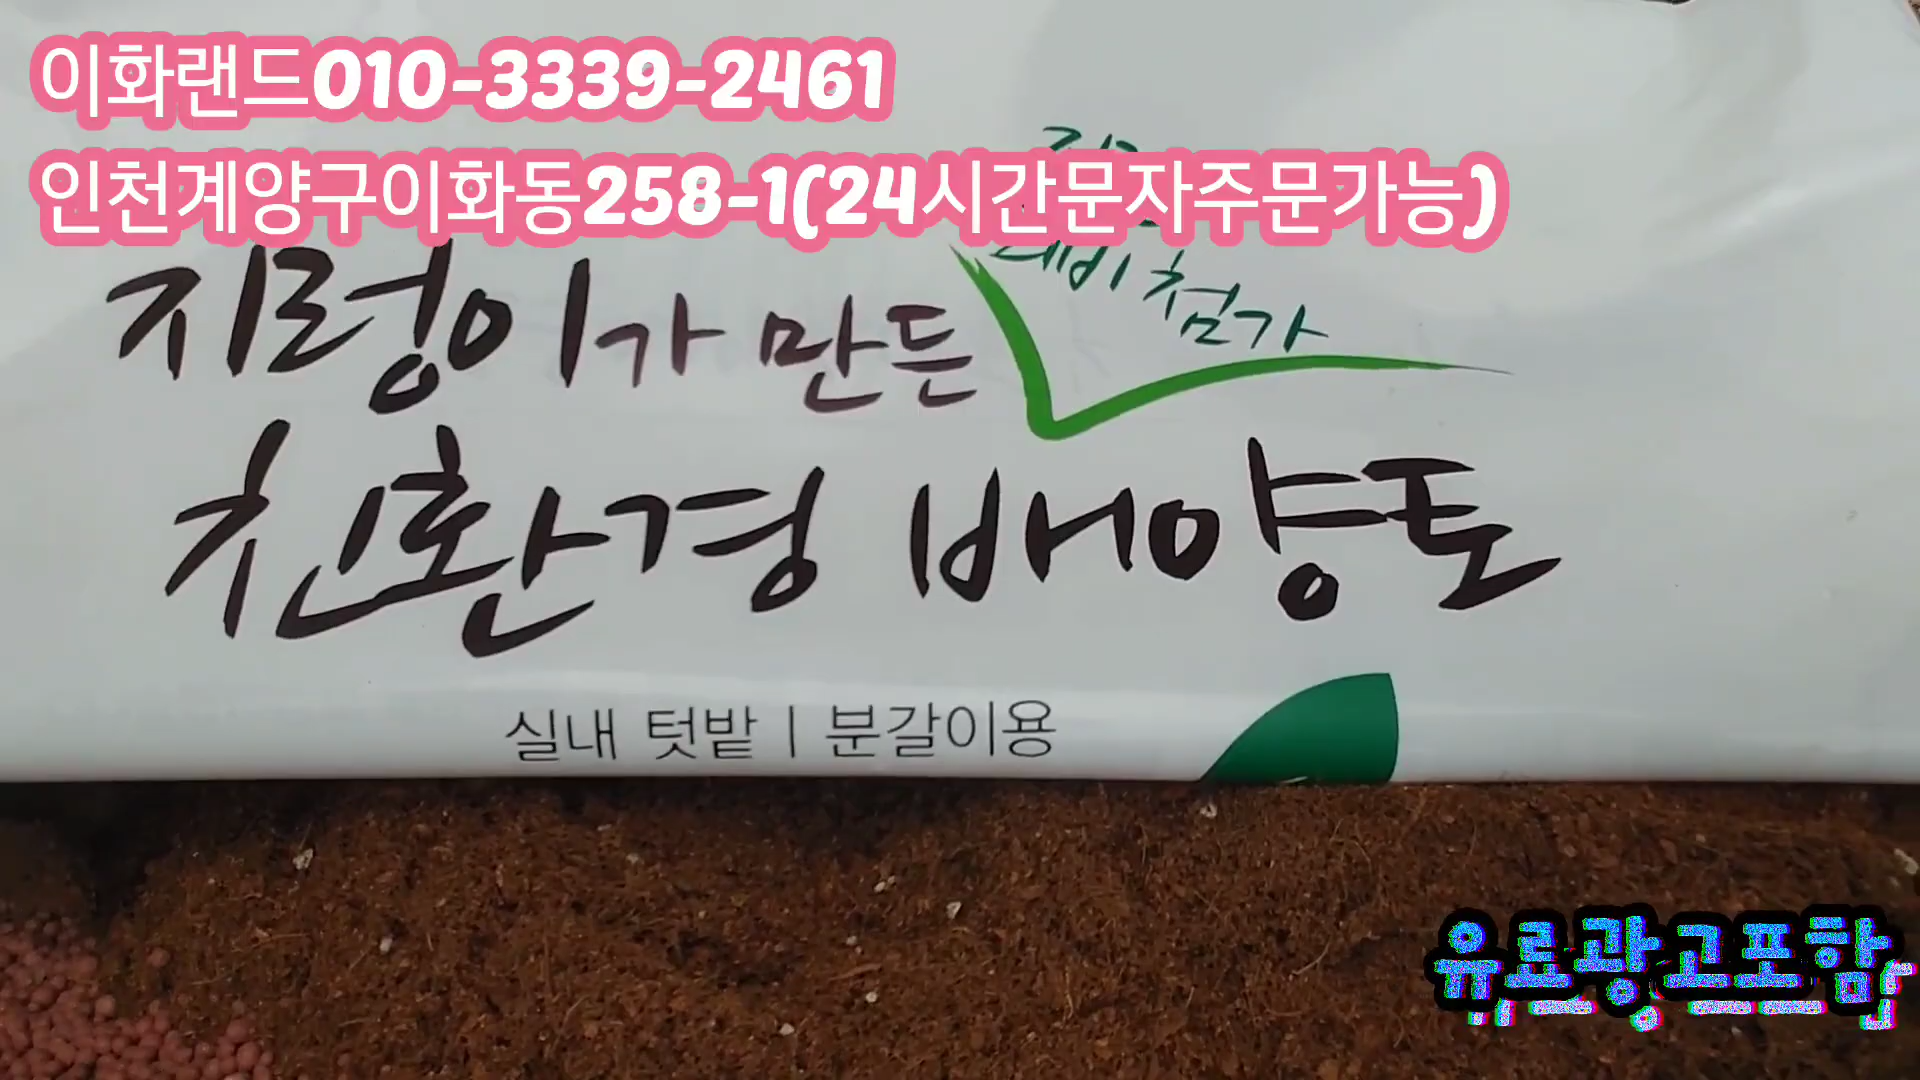 이화랜드010-3339-2461
인천계양구이화동258-1(24시간문자주문가능)
첨가
지렁이가 만든
친환경 배양토
실내 텃밭 | 분갈이용
유료광고포함